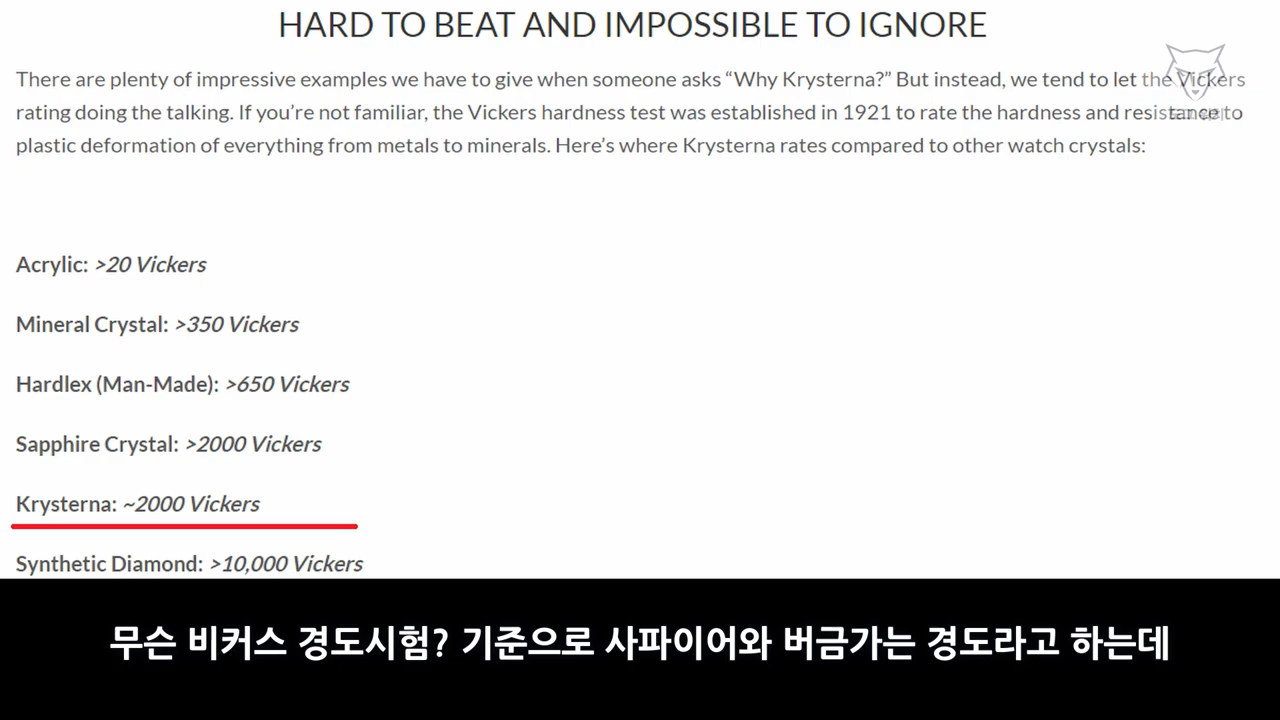 HARD TO BEAT AND IMPOSSIBLE TO IGNORE
There are plenty of impressive examples we have to give when someone asks “Why Krysterna?” But instead, we tend to let the Vickers
rating doing the talking. If you’re not familiar, the Vickers hardness test was established in 1921 to rate the hardness and resistance to
plastic deformation of everything from metals to minerals. Here’s where Krysterna rates compared to other watch crystals:
Acrylic: >20 Vickers
Mineral Crystal: >350 Vickers
Hardlex (Man-Made): >650 Vickers
Sapphire Crystal: >2000 Vickers
Krysterna: ~2000 Vickers
Synthetic Diamond: >10,000 Vickers
무슨 비커스 경도시험? 기준으로 사파이어와 버금가는 경도라고 하는데